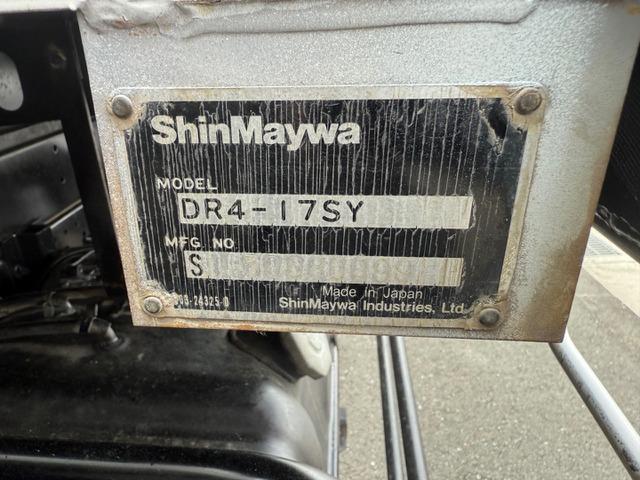 ShinMaywa
MODEL
DR4-17SY
MFG. NO.
S
Made in Japan
ShinMaywa Industries, Ltd.